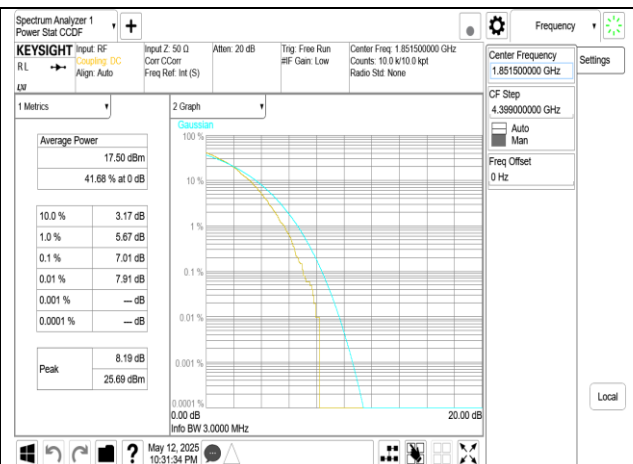 Spectrum Analyzer 1
Power Stat CCDF
Frequency
KEYSIGHT
RL
LXI
Input: RF
Coupling: DC
Align: Auto
Input Z: 50 Ω
Corr CCorr
Freq Ref: Int (S)
Atten: 20 dB
Trig: Free Run
#IF Gain: Low
Center Freq: 1.851500000 GHz
Counts: 10.0 k/10.0 kpt
Radio Std: None
Center Frequency
1.851500000 GHz
Settings
CF Step
4.399000000 GHz
Auto
Man
Freq Offset
0 Hz
Local
1 Metrics
Average Power
17.50 dBm
41.68 % at 0 dB
10.0 % 3.17 dB
1.0 % 5.67 dB
0.1 % 7.01 dB
0.01 % 7.91 dB
0.001 % — dB
0.0001 % — dB
Peak
8.19 dB
25.69 dBm
2 Graph
Gaussian
100 %
10 %
1 %
0.1 %
0.01 %
0.001 %
0.0001 %
0.00 dB 20.00 dB
Info BW 3.0000 MHz
?
May 12, 2025
10:31:34 PM